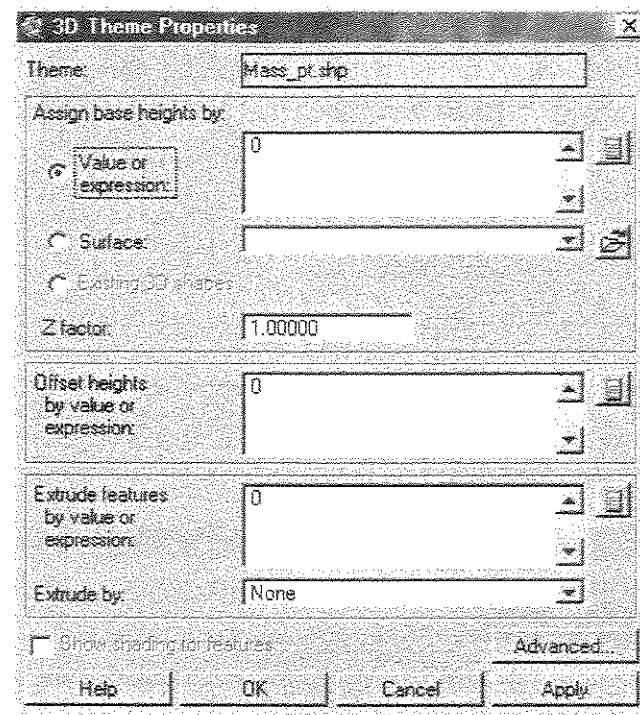 3D Theme Properties
Theme: Mass_pt.shp
Assign base heights by:
Value or expression: 0
Surface:
Existing 3D shapes
Z factor: 1.00000
Offset heights by value or expression: 0
Extrude features by value or expression: 0
Extrude by: None
Show shading for features
Advanced...
Help OK Cancel Apply